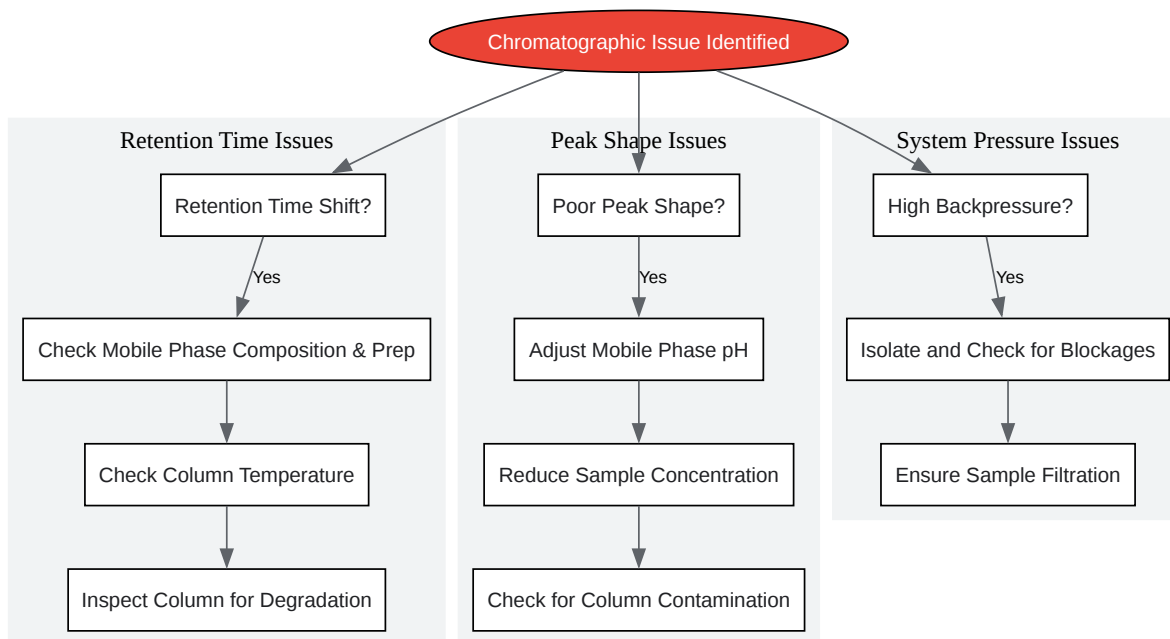 Chromatographic Issue Identified
Retention Time Issues
Peak Shape Issues
System Pressure Issues
Retention Time Shift?
Poor Peak Shape?
High Backpressure?
Yes
Yes
Yes
Check Mobile Phase Composition & Prep
Adjust Mobile Phase pH
Isolate and Check for Blockages
Check Column Temperature
Reduce Sample Concentration
Ensure Sample Filtration
Inspect Column for Degradation
Check for Column Contamination